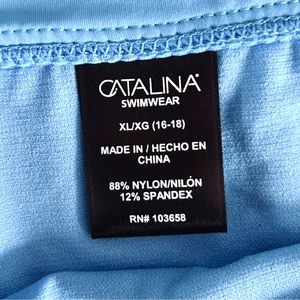 CATALINA®
SWIMWEAR
XL/XG (16-18)
MADE IN / HECHO EN
CHINA
88% NYLON/NILÓN
12% SPANDEX
RN# 103658